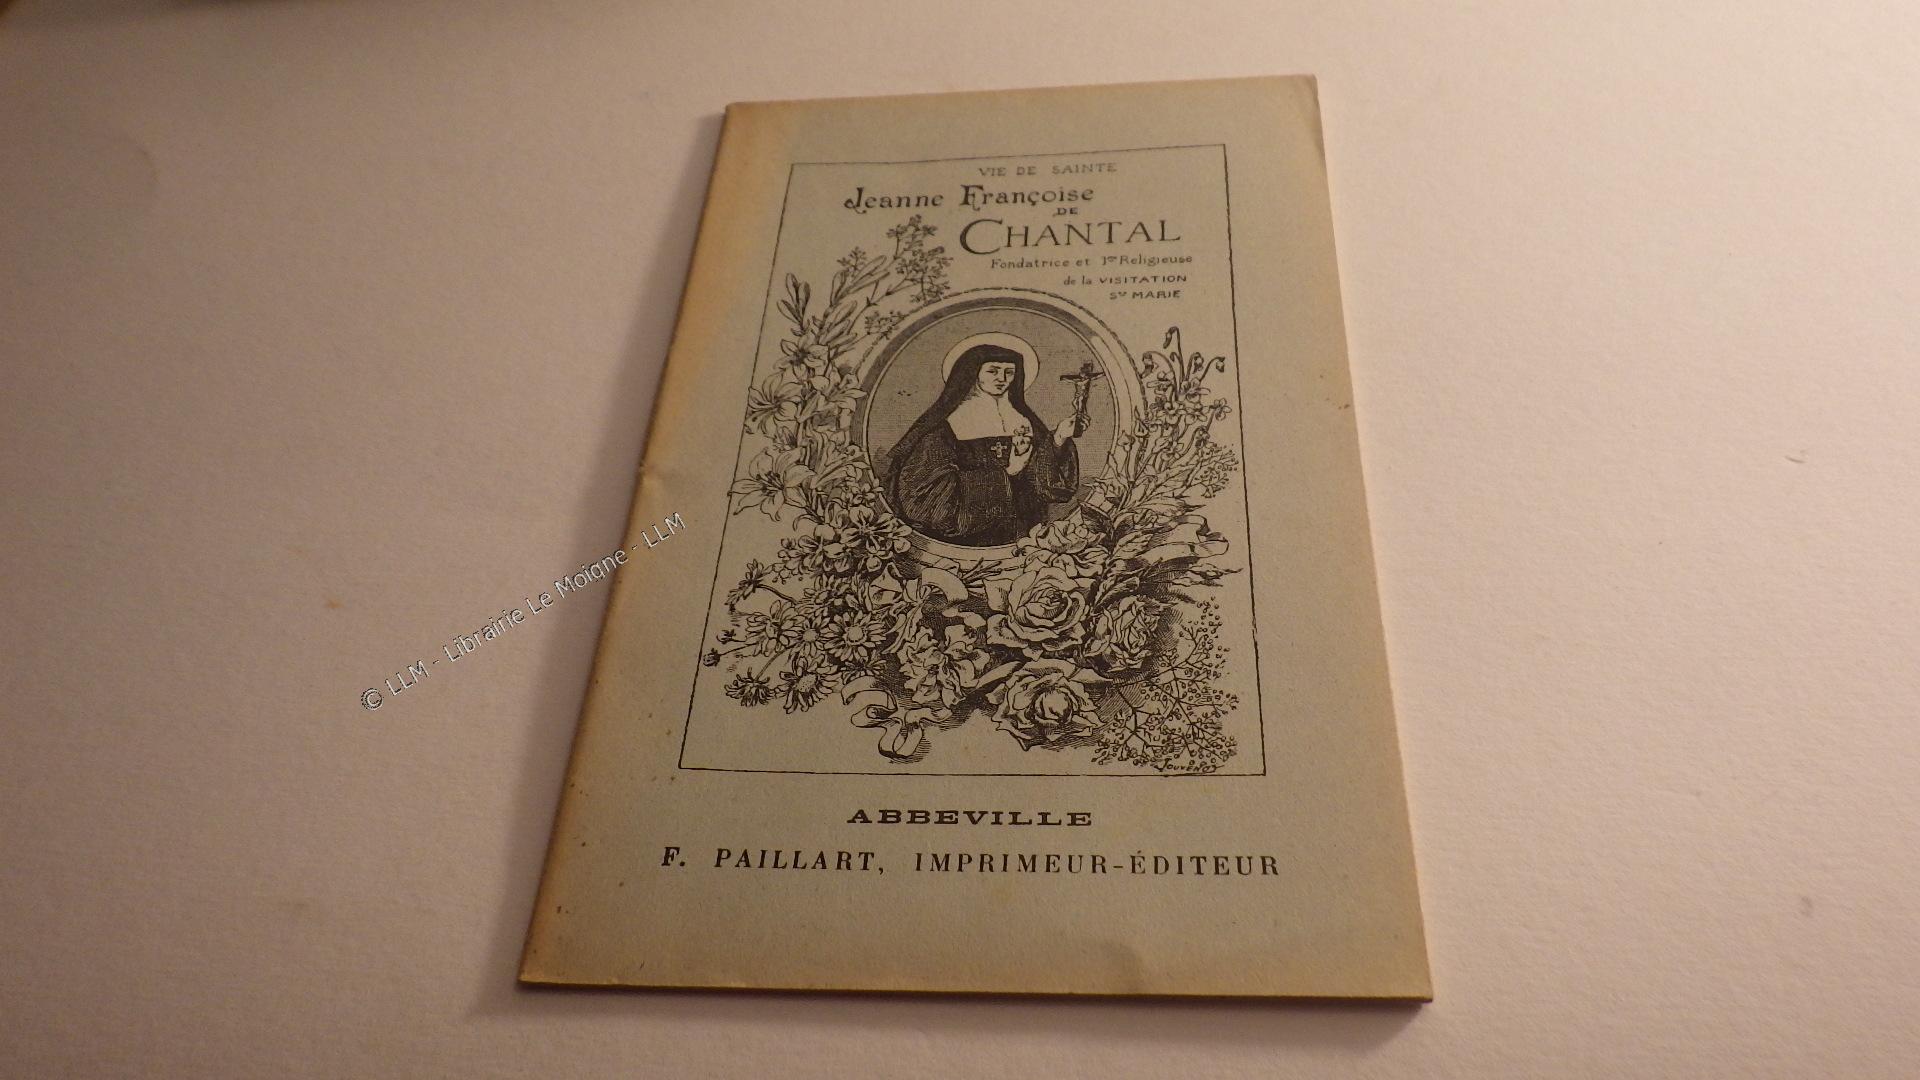 VIE DE SAINTE
Jeanne Françoise
DE
CHANTAL
Fondatrice et 1re Religieuse
de la VISITATION
Ste MARIE
JOUVENOT
ABBEVILLE
F. PAILLART, IMPRIMEUR-ÉDITEUR
© LLM - Librairie Le Moigne - LLM